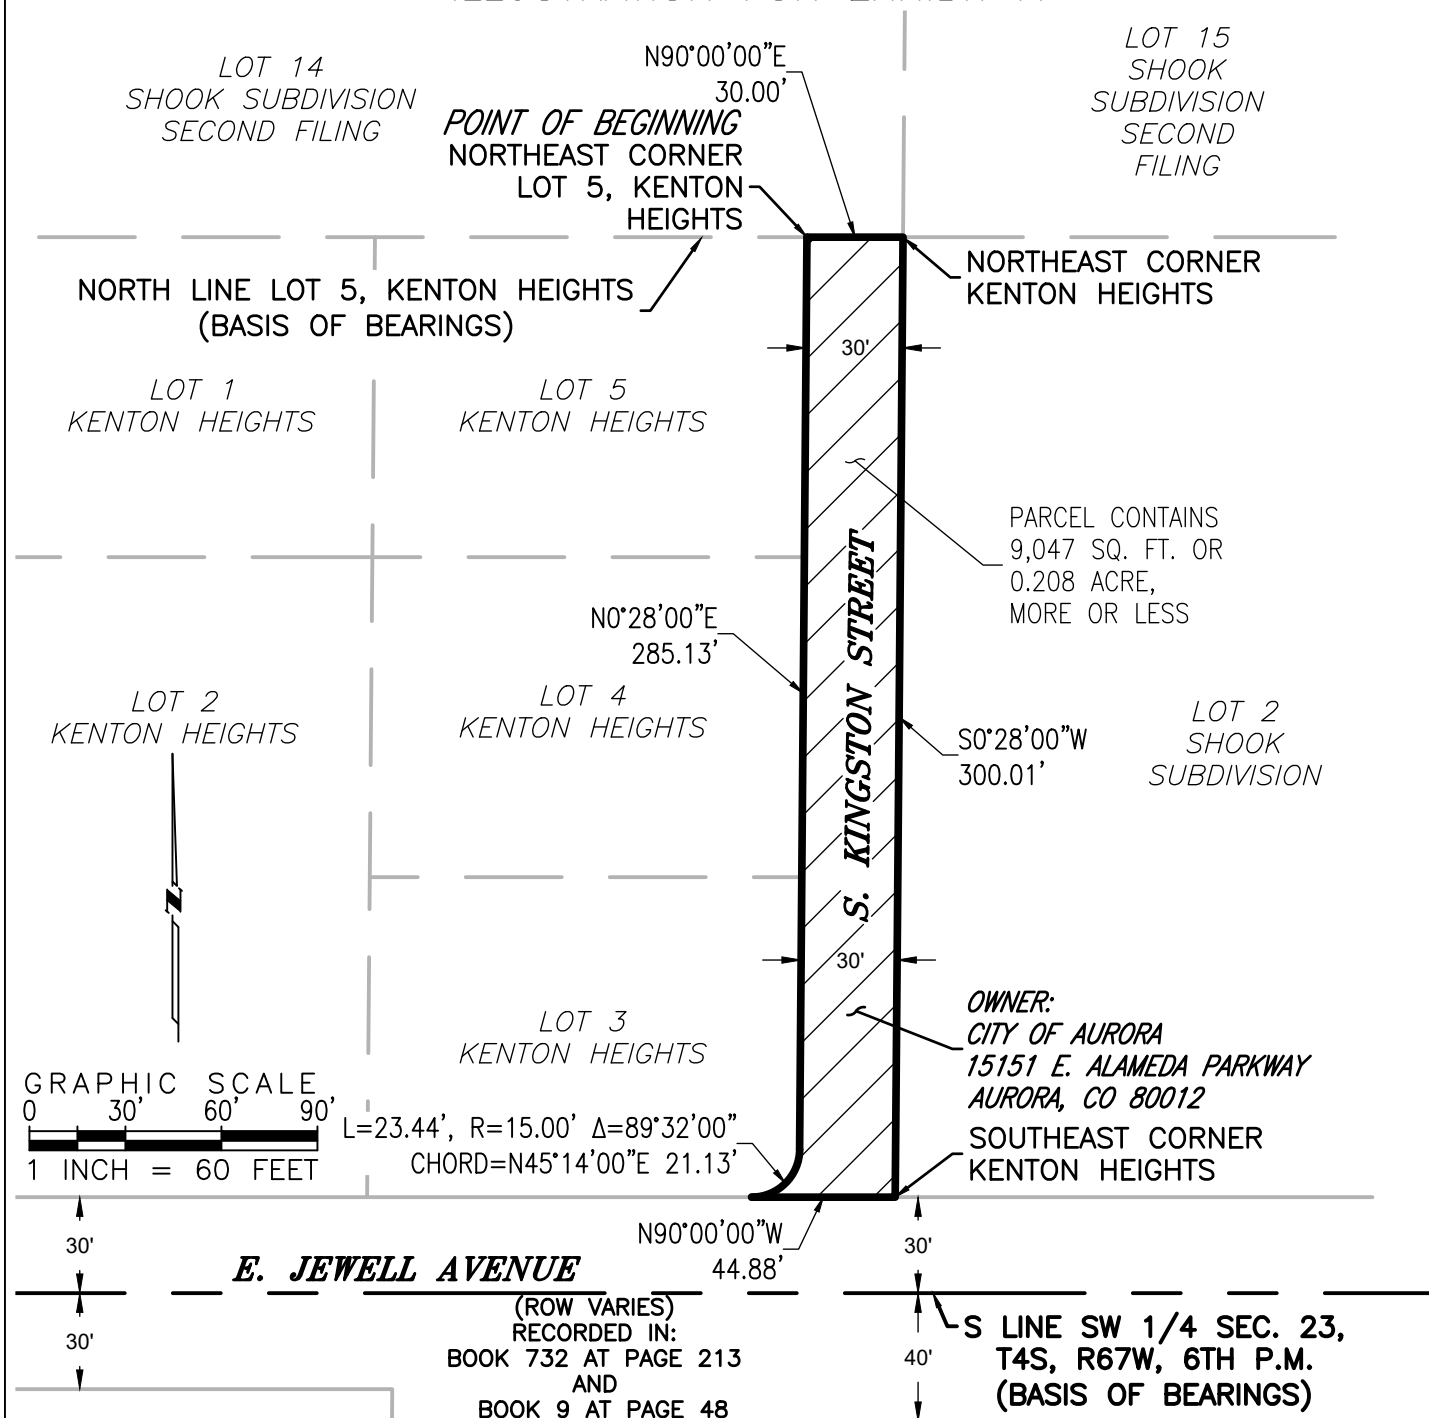 LOT 14
SHOOK SUBDIVISION
SECOND FILING
N90°00'00"E
30.00'
LOT 15
SHOOK
SUBDIVISION
SECOND
FILING
POINT OF BEGINNING
NORTHEAST CORNER
LOT 5, KENTON
HEIGHTS
NORTH LINE LOT 5, KENTON HEIGHTS
(BASIS OF BEARINGS)
NORTHEAST CORNER
KENTON HEIGHTS
30'
LOT 1
KENTON HEIGHTS
LOT 5
KENTON HEIGHTS
PARCEL CONTAINS
9,047 SQ. FT. OR
0.208 ACRE,
MORE OR LESS
N0°28'00"E
285.13'
S. KINGSTON STREET
LOT 2
KENTON HEIGHTS
LOT 4
KENTON HEIGHTS
S0°28'00"W
300.01'
LOT 2
SHOOK
SUBDIVISION
N
30'
LOT 3
KENTON HEIGHTS
OWNER:
CITY OF AURORA
15151 E. ALAMEDA PARKWAY
AURORA, CO 80012
GRAPHIC SCALE
0 30' 60' 90'
1 INCH = 60 FEET
L=23.44', R=15.00' Δ=89°32'00"
CHORD=N45°14'00"E 21.13'
SOUTHEAST CORNER
KENTON HEIGHTS
N90°00'00"W
44.88'
30'
30'
E. JEWELL AVENUE
(ROW VARIES)
RECORDED IN:
BOOK 732 AT PAGE 213
AND
BOOK 9 AT PAGE 48
30'
40'
S LINE SW 1/4 SEC. 23,
T4S, R67W, 6TH P.M.
(BASIS OF BEARINGS)